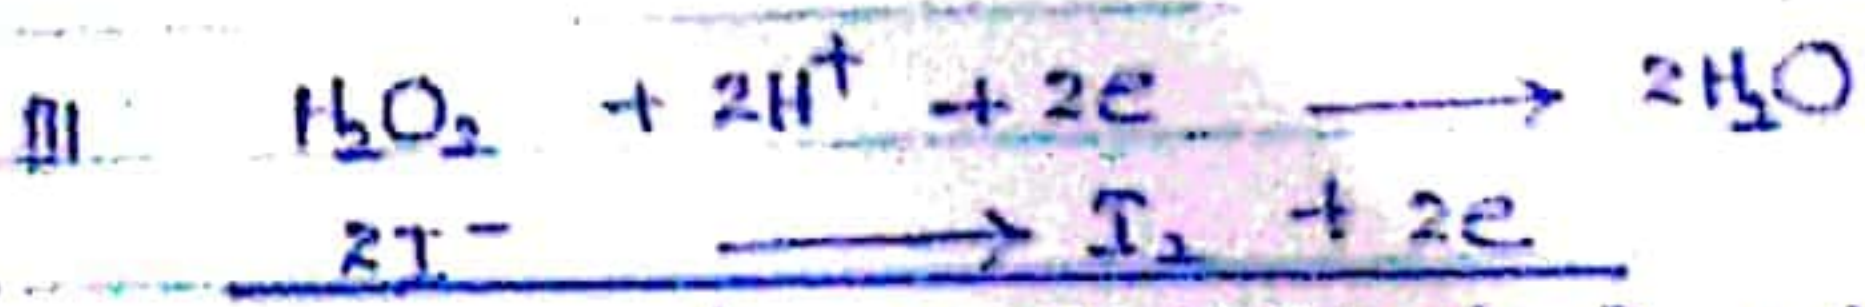 III H₂O₂ + 2H⁺ + 2e ⟶ 2H₂O
2I⁻ ⟶ I₂ + 2e